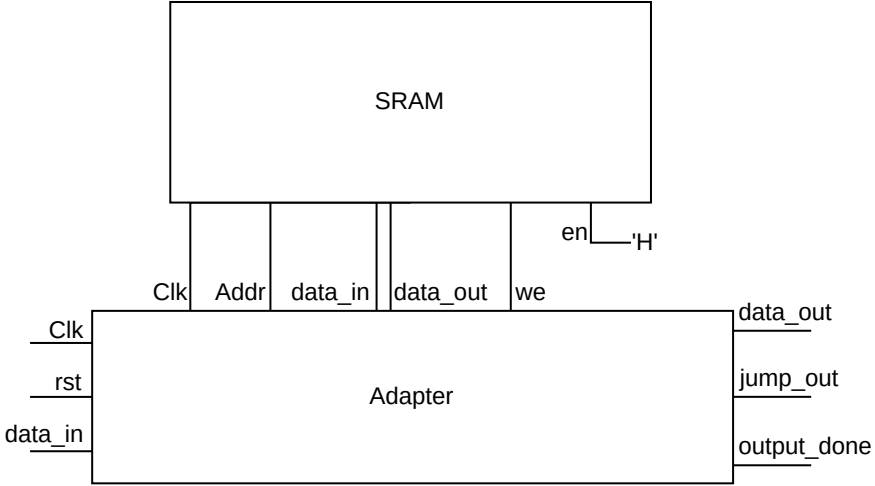 SRAM
en
'H'
Clk
Addr
data_in
data_out
we
data_out
Clk
rst
jump_out
Adapter
data_in
output_done